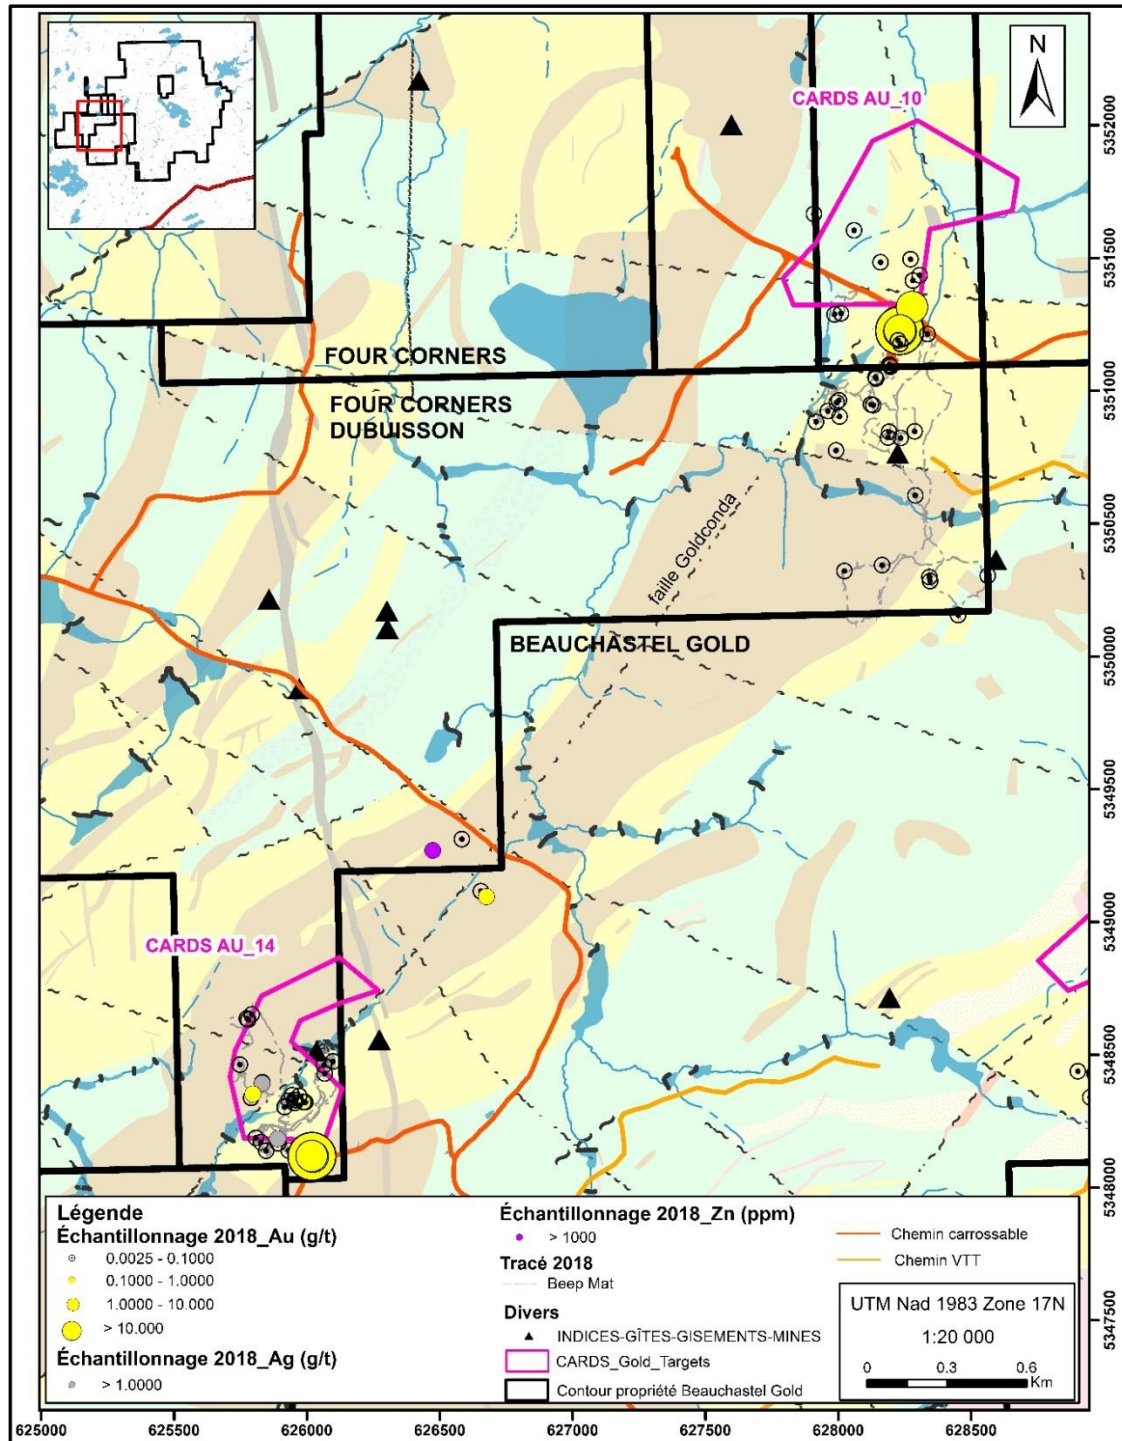 N
CARDS AU_10
FOUR CORNERS
FOUR CORNERS
DUBUISSON
faille Goldconda
BEAUCHASTEL GOLD
CARDS AU_14
5352000
5351500
5351000
5350500
5350000
5349500
5349000
5348500
5348000
5347500
Légende
Échantillonnage 2018_Au (g/t)
0.0025 - 0.1000
0.1000 - 1.0000
1.0000 - 10.000
> 10.000
Échantillonnage 2018_Ag (g/t)
> 1.0000
Échantillonnage 2018_Zn (ppm)
> 1000
Tracé 2018
Beep Mat
Divers
INDICES-GÎTES-GISEMENTS-MINES
CARDS_Gold_Targets
Contour propriété Beauchastel Gold
Chemin carrossable
Chemin VTT
UTM Nad 1983 Zone 17N
1:20 000
0 0.3 0.6
Km
625000 625500 626000 626500 627000 627500 628000 628500